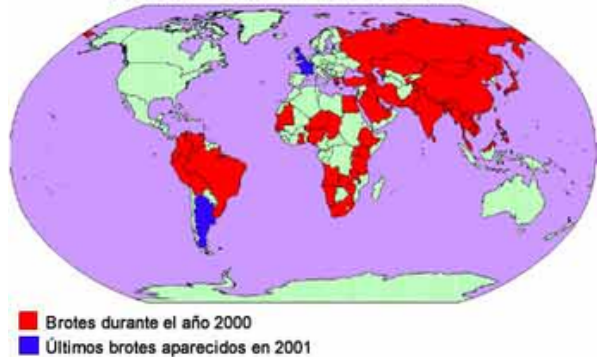 Brotes durante el año 2000
Últimos brotes aparecidos en 2001